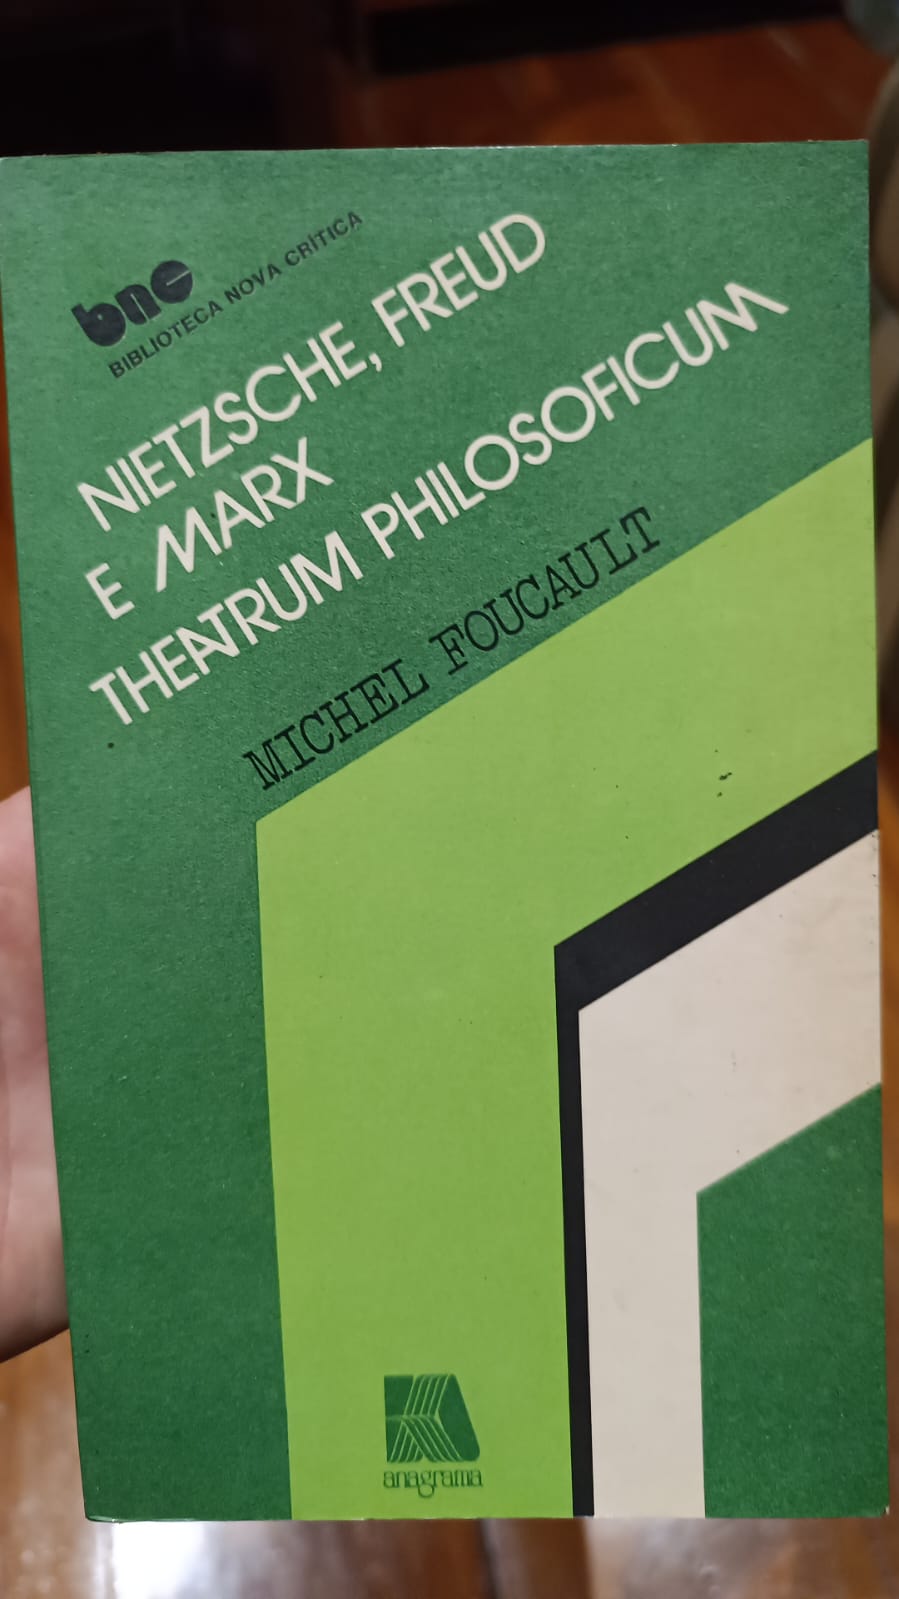 bnc
BIBLIOTECA NOVA CRÍTICA
NIETZSCHE, FREUD
E MARX
THEATRUM PHILOSOFICUM
MICHEL FOUCAULT
anagrama